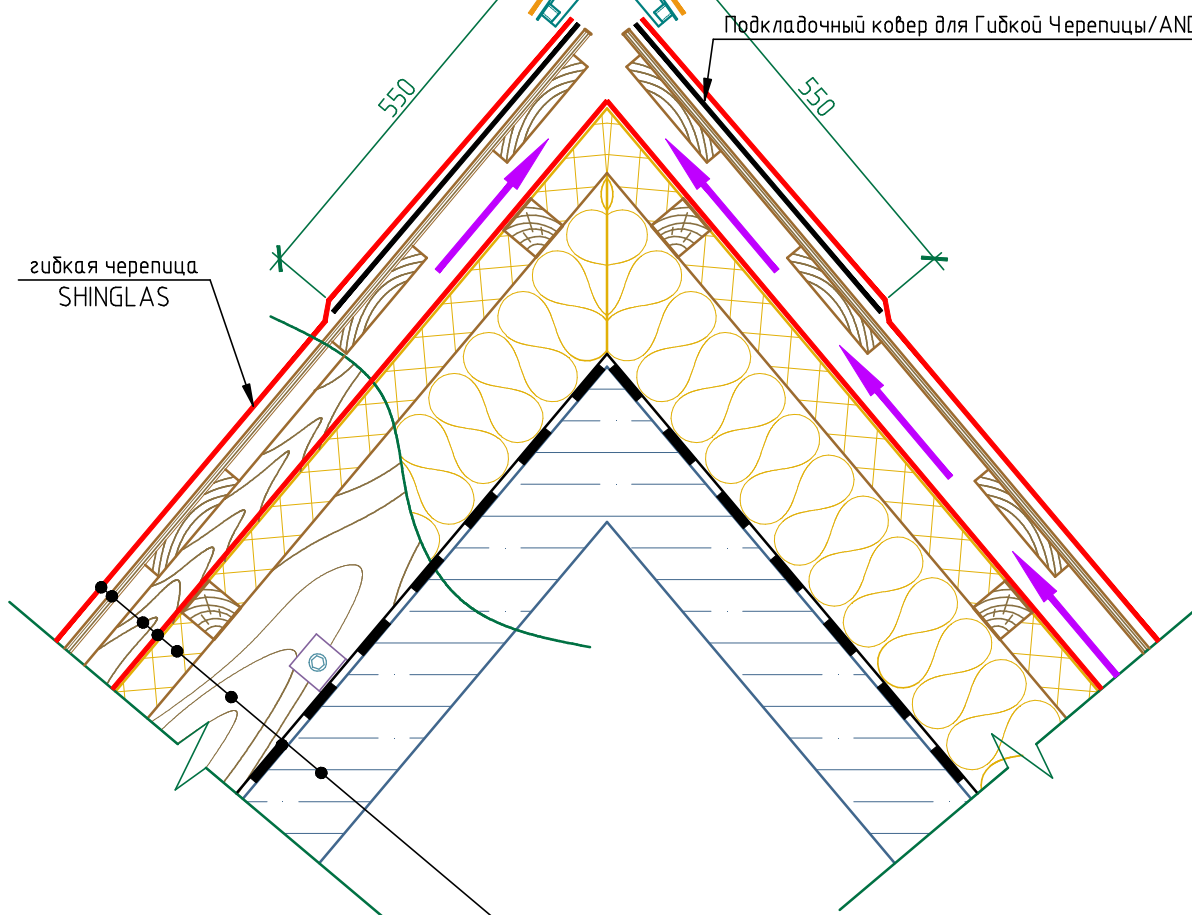 Подкладочный ковер для Гибкой Черепицы/AND
550
550
гибкая черепица
SHINGLAS